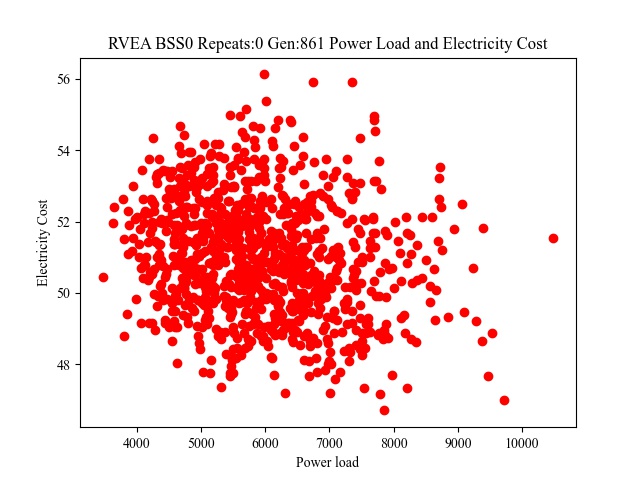 RVEA BSS0 Repeats:0 Gen:861 Power Load and Electricity Cost
56
54
52
50
48
Electricity Cost
4000 5000 6000 7000 8000 9000 10000
Power load